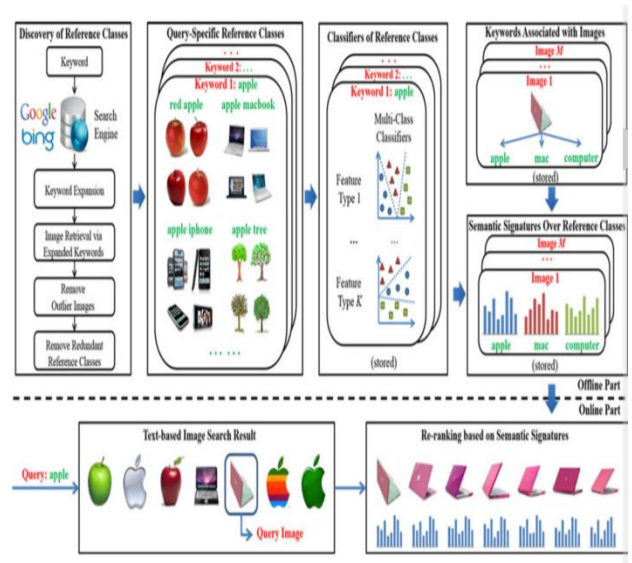 Discovery of Reference Classes
Keyword
Google
bing
Search
Engine
Keyword Expansion
Image Retrieval via
Expanded Keywords
Remove
Outlier Images
Remove Redundant
Reference Classes
Query-Specific Reference Classes
• • •
Keyword 2: . . .
Keyword 1: apple
red apple apple macbook
apple iphone apple tree
... ...
Classifiers of Reference Classes
• • •
Keyword 2: . . .
Keyword 1: apple
Multi-Class
Classifiers
Feature
Type 1
... ...
Feature
Type K
(stored)
Keywords Associated with Images
Image M
• • •
Image 1
apple mac computer
(stored)
Semantic Signatures Over Reference Classes
Image M
• • •
Image 1
apple mac computer
(stored)
Offline Part
Online Part
Query: apple
Text-based Image Search Result
Query Image
Re-ranking based on Semantic Signatures